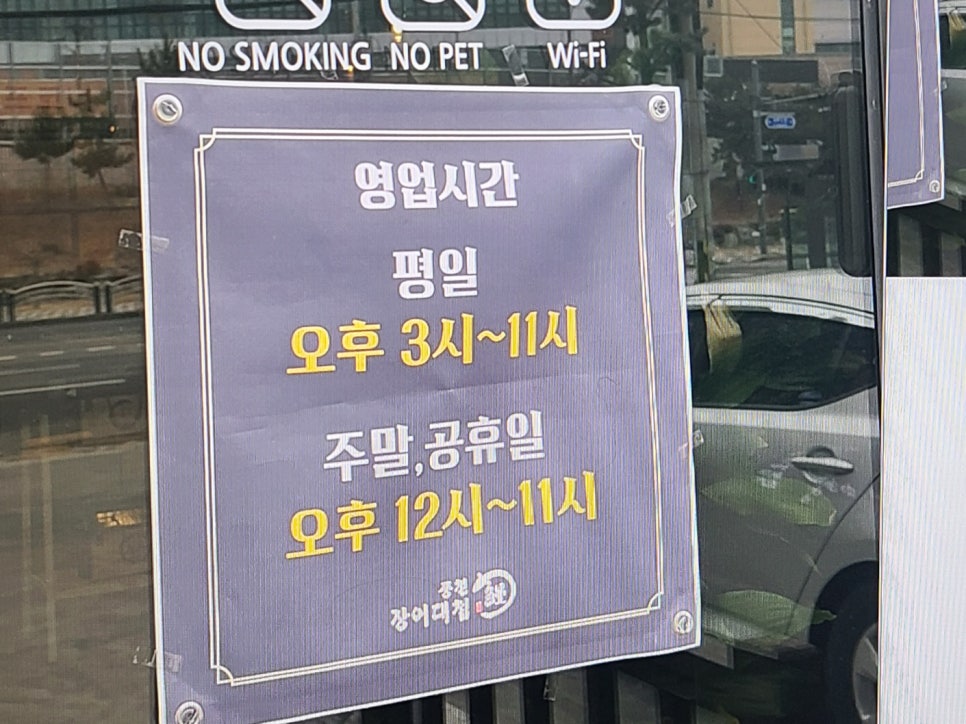 NO SMOKING NO PET Wi-Fi
영업시간
평일
오후 3시~11시
주말,공휴일
오후 12시~11시
장어대첩